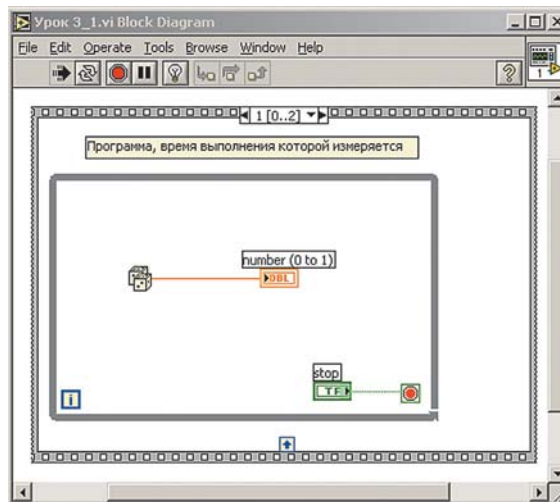 Урок 3_1.vi Block Diagram
File Edit Operate Tools Browse Window Help
1
1 [0..2]
Программа, время выполнения которой измеряется
number (0 to 1)
DBL
stop
TF
i